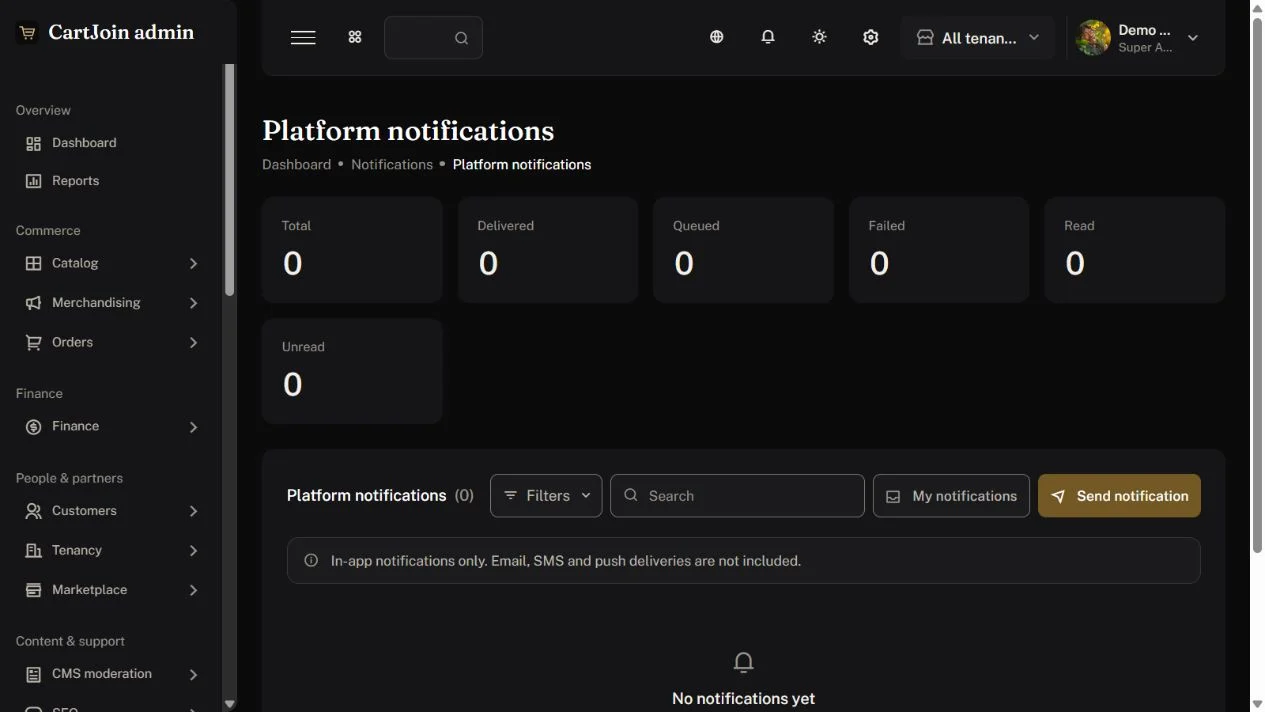 CartJoin admin
All tenan...
Demo ...
Super A...
Overview
Dashboard
Reports
Commerce
Catalog
Merchandising
Orders
Finance
Finance
People & partners
Customers
Tenancy
Marketplace
Content & support
CMS moderation
SEO
Platform notifications
Dashboard • Notifications • Platform notifications
Total
0
Delivered
0
Queued
0
Failed
0
Read
0
Unread
0
Platform notifications (0)
Filters
Search
My notifications
Send notification
In-app notifications only. Email, SMS and push deliveries are not included.
No notifications yet